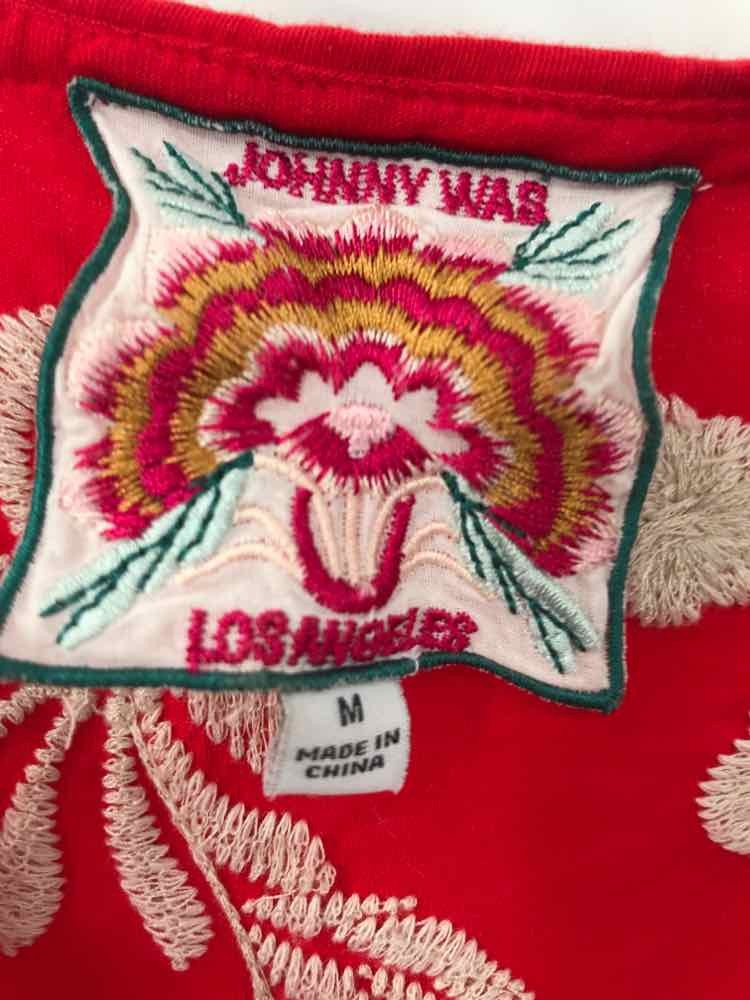 JOHNNY WAS
LOS ANGELES
M
MADE IN
CHINA